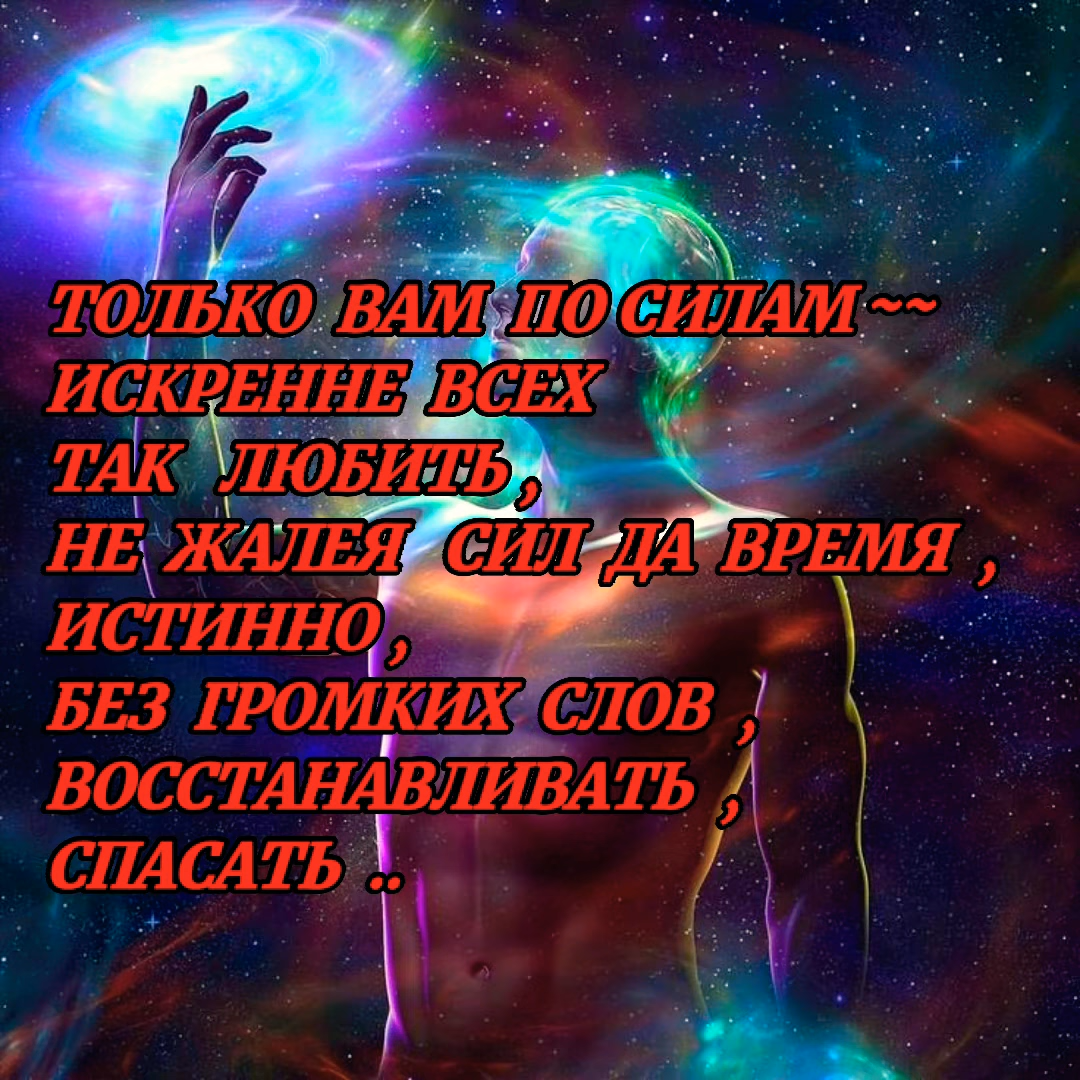 ТОЛЬКО ВАМ ПО СИЛАМ~~
ИСКРЕННЕ ВСЕХ
ТАК ЛЮБИТЬ,
НЕ ЖАЛЕЯ СИЛ ДА ВРЕМЯ ,
ИСТИННО,
БЕЗ ГРОМКИХ СЛОВ ,
ВОССТАНАВЛИВАТЬ ,
СПАСАТЬ ..